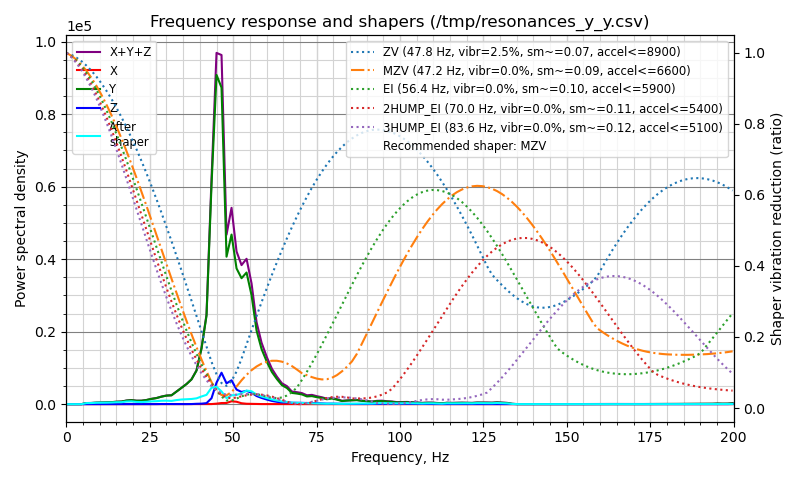 Frequency response and shapers (/tmp/resonances_y_y.csv)
1e5
X+Y+Z
X
Y
Z
After
shaper
ZV (47.8 Hz, vibr=2.5%, sm~=0.07, accel<=8900)
MZV (47.2 Hz, vibr=0.0%, sm~=0.09, accel<=6600)
EI (56.4 Hz, vibr=0.0%, sm~=0.10, accel<=5900)
2HUMP_EI (70.0 Hz, vibr=0.0%, sm~=0.11, accel<=5400)
3HUMP_EI (83.6 Hz, vibr=0.0%, sm~=0.12, accel<=5100)
Recommended shaper: MZV
Power spectral density
1.0
0.8
0.6
0.4
0.2
0.0
Shaper vibration reduction (ratio)
1.0
0.8
0.6
0.4
0.2
0.0
0 25 50 75 100 125 150 175 200
Frequency, Hz